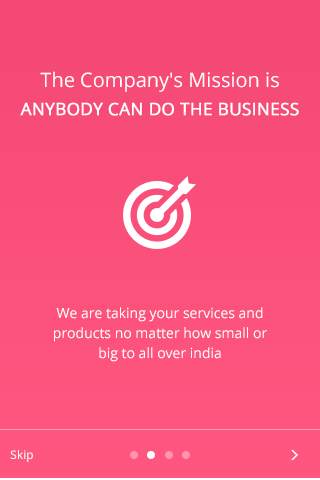 The Company's Mission is
ANYBODY CAN DO THE BUSINESS
We are taking your services and
products no matter how small or
big to all over india
Skip